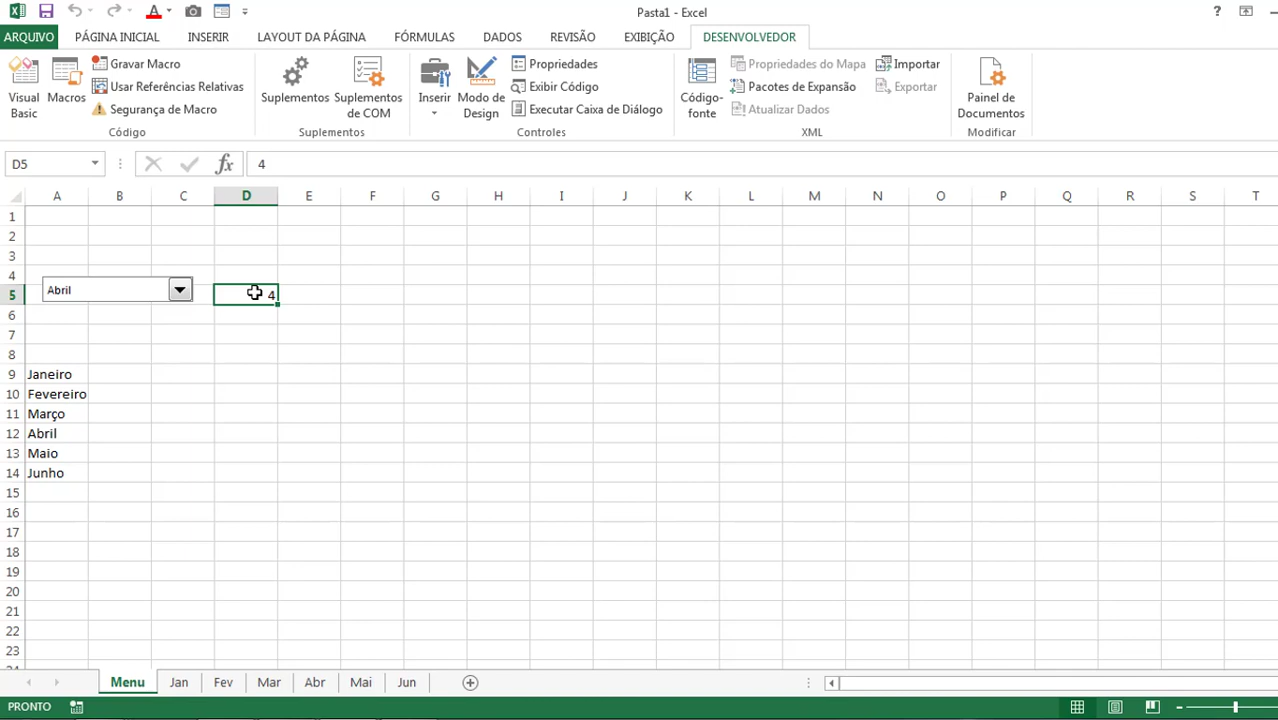 Pasta1 - Excel
?
ARQUIVO PÁGINA INICIAL INSERIR LAYOUT DA PÁGINA FÓRMULAS DADOS REVISÃO EXIBIÇÃO DESENVOLVEDOR
Visual Basic
Macros
Gravar Macro
Usar Referências Relativas
Segurança de Macro
Código
Suplementos
Suplementos de COM
Suplementos
Inserir
Modo de Design
Propriedades
Exibir Código
Executar Caixa de Diálogo
Controles
Código-fonte
Propriedades do Mapa
Pacotes de Expansão
Atualizar Dados
Importar
Exportar
XML
Painel de Documentos
Modificar
D5 fx 4
A B C D E F G H I J K L M N O P Q R S T
1
2
3
4
5 Abril 4
6
7
8
9 Janeiro
10 Fevereiro
11 Março
12 Abril
13 Maio
14 Junho
15
16
17
18
19
20
21
22
23
24
Menu Jan Fev Mar Abr Mai Jun
PRONTO